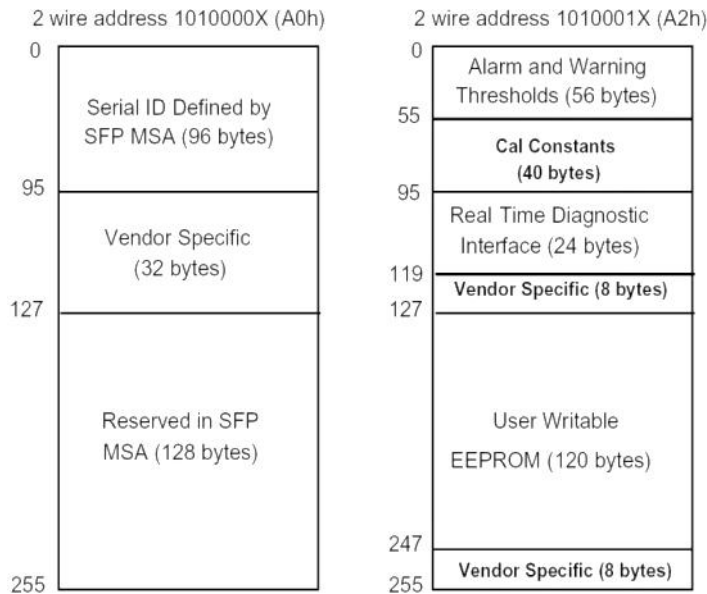 2 wire address 1010000X (A0h)
0
Serial ID Defined by
SFP MSA (96 bytes)
95
Vendor Specific
(32 bytes)
127
Reserved in SFP
MSA (128 bytes)
255
2 wire address 1010001X (A2h)
0
Alarm and Warning
Thresholds (56 bytes)
55
Cal Constants
(40 bytes)
95
Real Time Diagnostic
Interface (24 bytes)
119
Vendor Specific (8 bytes)
127
User Writable
EEPROM (120 bytes)
247
Vendor Specific (8 bytes)
255